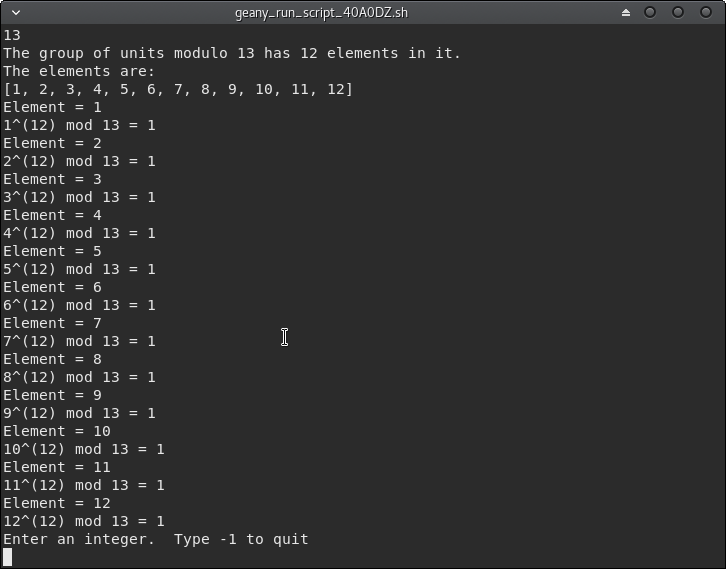 geany_run_script_40A0DZ.sh
13
The group of units modulo 13 has 12 elements in it.
The elements are:
[1, 2, 3, 4, 5, 6, 7, 8, 9, 10, 11, 12]
Element = 1
1^(12) mod 13 = 1
Element = 2
2^(12) mod 13 = 1
Element = 3
3^(12) mod 13 = 1
Element = 4
4^(12) mod 13 = 1
Element = 5
5^(12) mod 13 = 1
Element = 6
6^(12) mod 13 = 1
Element = 7
7^(12) mod 13 = 1
Element = 8
8^(12) mod 13 = 1
Element = 9
9^(12) mod 13 = 1
Element = 10
10^(12) mod 13 = 1
Element = 11
11^(12) mod 13 = 1
Element = 12
12^(12) mod 13 = 1
Enter an integer.  Type -1 to quit